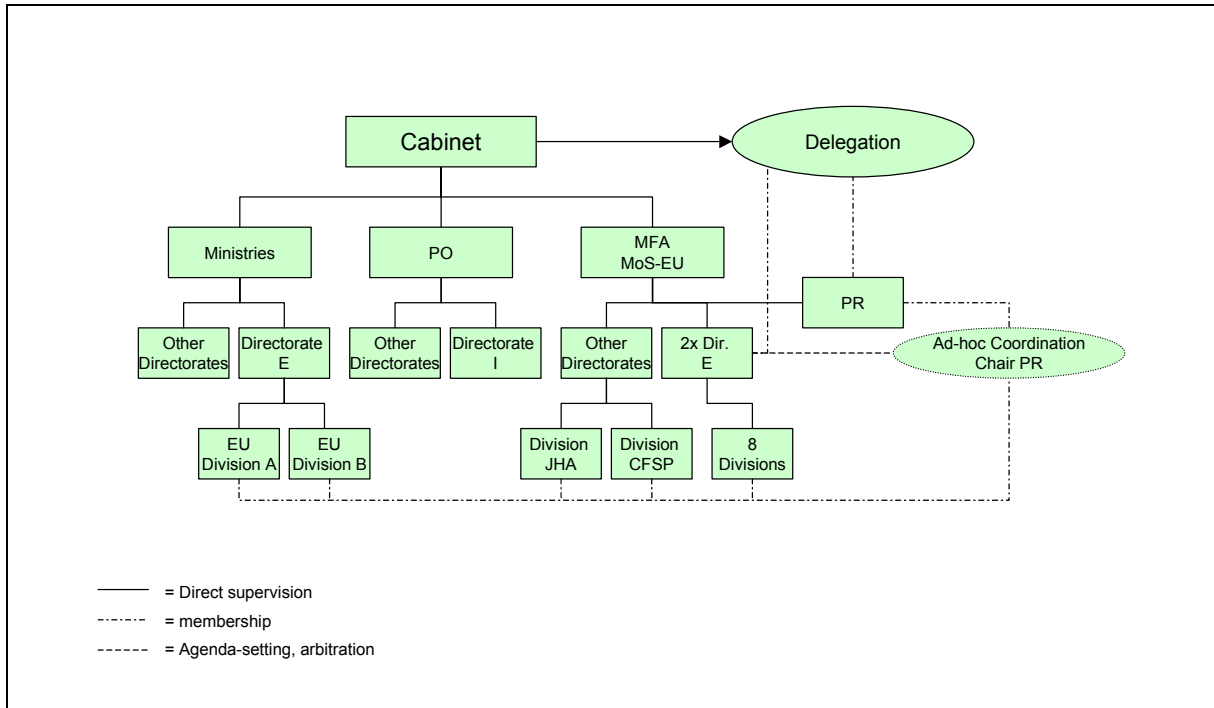 Cabinet
Delegation
Ministries
PO
MFA
MoS-EU
PR
Other
Directorates
Directorate
E
Other
Directorates
Directorate
I
Other
Directorates
2x Dir.
E
Ad-hoc Coordination
Chair PR
EU
Division A
EU
Division B
Division
JHA
Division
CFSP
8
Divisions
= Direct supervision
= membership
= Agenda-setting, arbitration